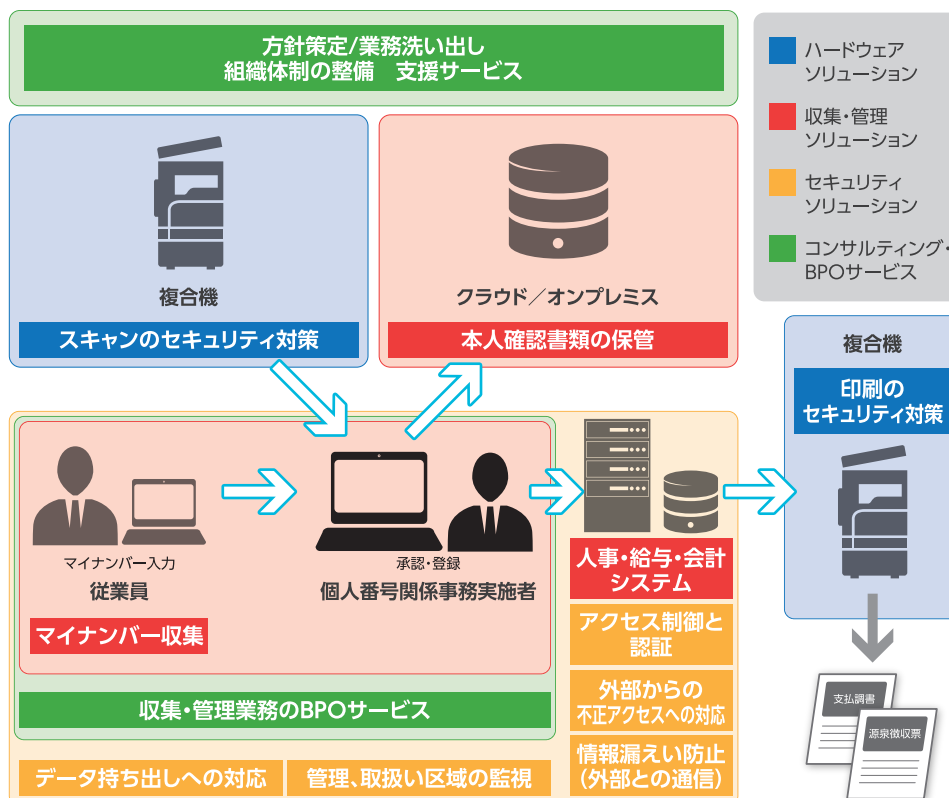 方針策定/業務洗い出し
組織体制の整備　支援サービス
ハードウェア
ソリューション
収集・管理
ソリューション
セキュリティ
ソリューション
コンサルティング・
BPOサービス
複合機
スキャンのセキュリティ対策
クラウド／オンプレミス
本人確認書類の保管
複合機
印刷の
セキュリティ対策
マイナンバー入力
従業員
マイナンバー収集
承認・登録
個人番号関係事務実施者
収集・管理業務のBPOサービス
人事・給与・会計
システム
アクセス制御と
認証
外部からの
不正アクセスへの対応
情報漏えい防止
（外部との通信）
データ持ち出しへの対応
管理、取扱い区域の監視
支払調書
源泉徴収票